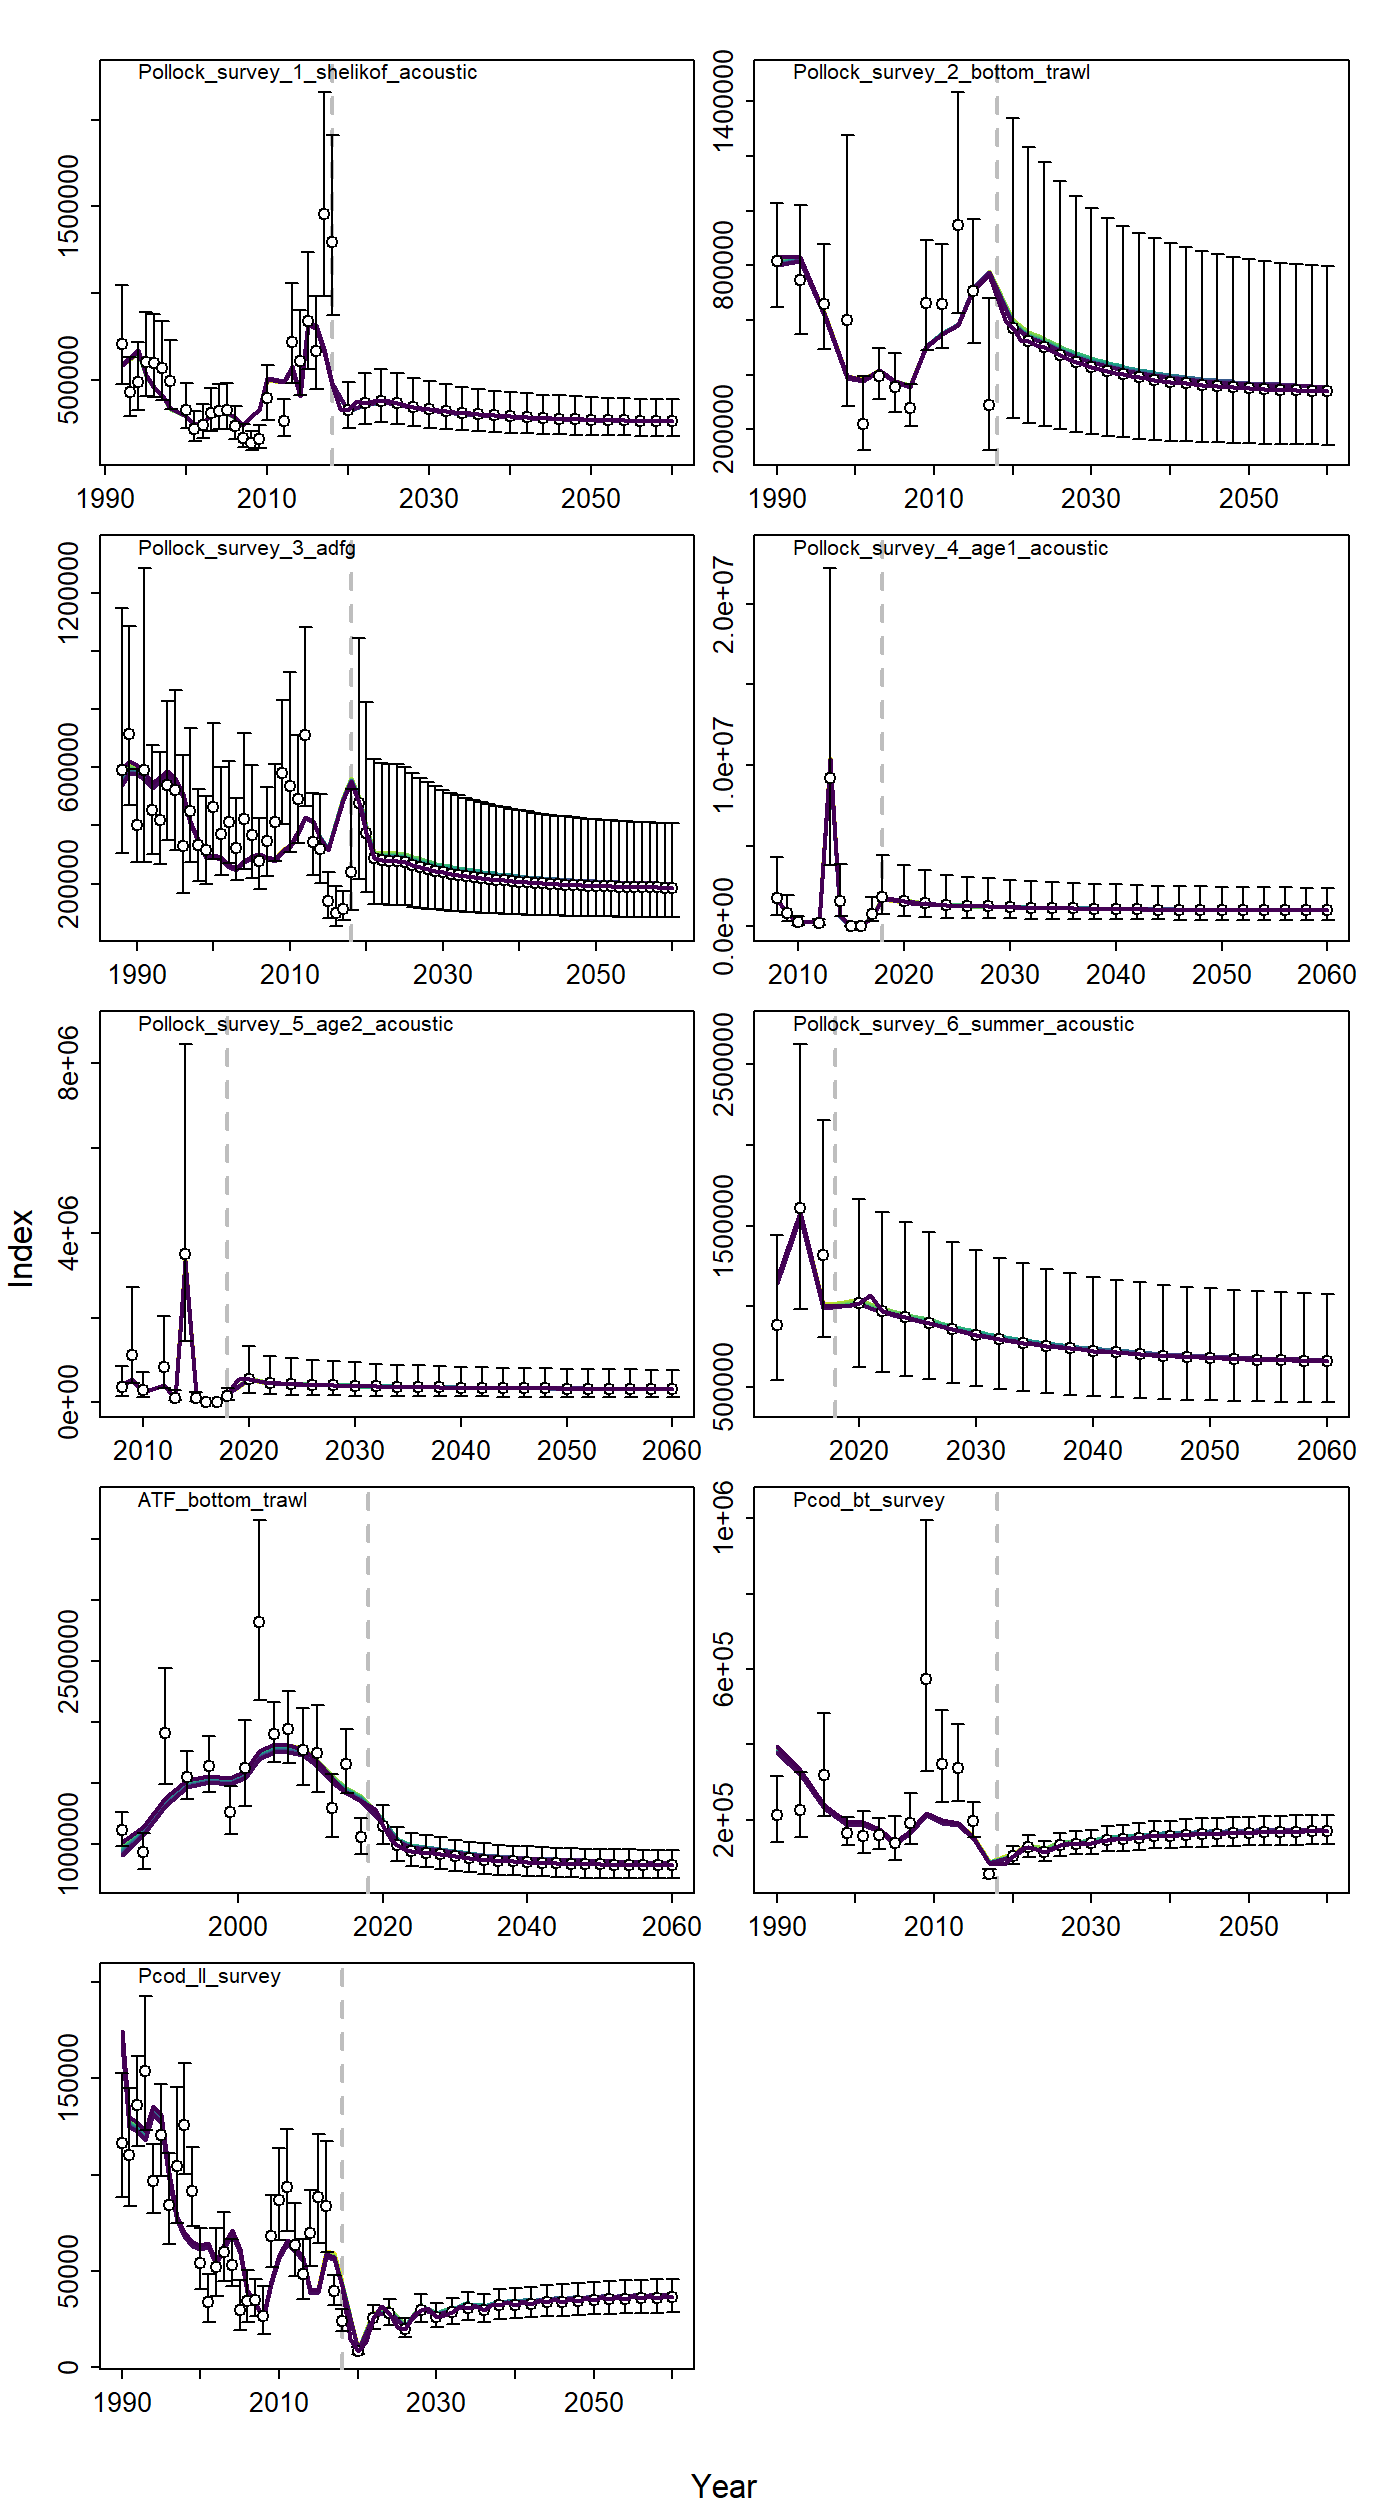 Pollock_survey_1_shelikof_acoustic
500000 1500000
1990 2010 2030 2050
Pollock_survey_2_bottom_trawl
200000 800000 1400000
1990 2010 2030 2050
Pollock_survey_3_adfg
200000 600000 1200000
1990 2010 2030 2050
Pollock_survey_4_age1_acoustic
0.0e+00 1.0e+07 2.0e+07
2010 2020 2030 2040 2050 2060
Pollock_survey_5_age2_acoustic
0e+00 4e+06 8e+06
2010 2020 2030 2040 2050 2060
Pollock_survey_6_summer_acoustic
500000 1500000 2500000
2020 2030 2040 2050 2060
Index
ATF_bottom_trawl
1000000 2500000
2000 2020 2040 2060
Pcod_bt_survey
2e+05 6e+05 1e+06
1990 2010 2030 2050
Pcod_ll_survey
0 50000 150000
1990 2010 2030 2050
Year